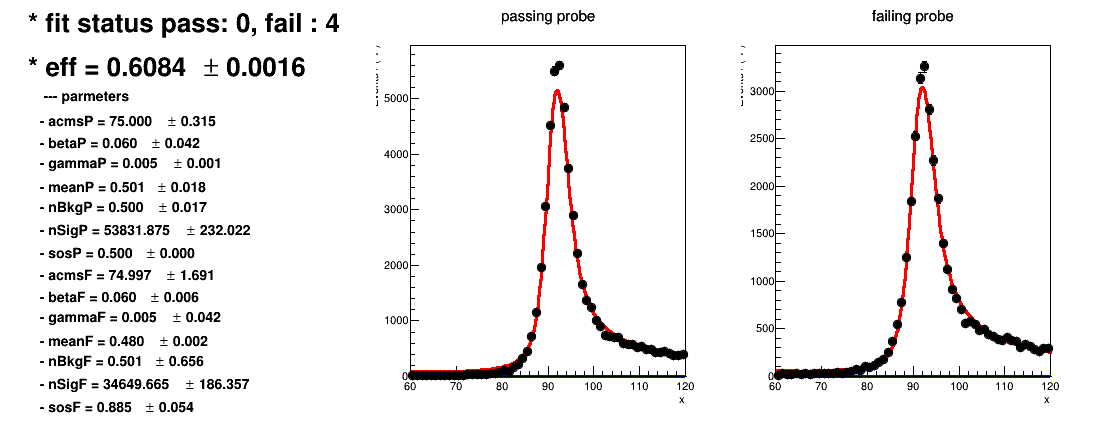 * fit status pass: 0, fail : 4
* eff = 0.6084 ± 0.0016
--- parmeters
- acmsP = 75.000 ± 0.315
- betaP = 0.060 ± 0.042
- gammaP = 0.005 ± 0.001
- meanP = 0.501 ± 0.018
- nBkgP = 0.500 ± 0.017
- nSigP = 53831.875 ± 232.022
- sosP = 0.500 ± 0.000
- acmsF = 74.997 ± 1.691
- betaF = 0.060 ± 0.006
- gammaF = 0.005 ± 0.042
- meanF = 0.480 ± 0.002
- nBkgF = 0.501 ± 0.656
- nSigF = 34649.665 ± 186.357
- sosF = 0.885 ± 0.054
passing probe
5000
4000
3000
2000
1000
0
60 70 80 90 100 110 120
x
failing probe
3000
2500
2000
1500
1000
500
0
60 70 80 90 100 110 120
x